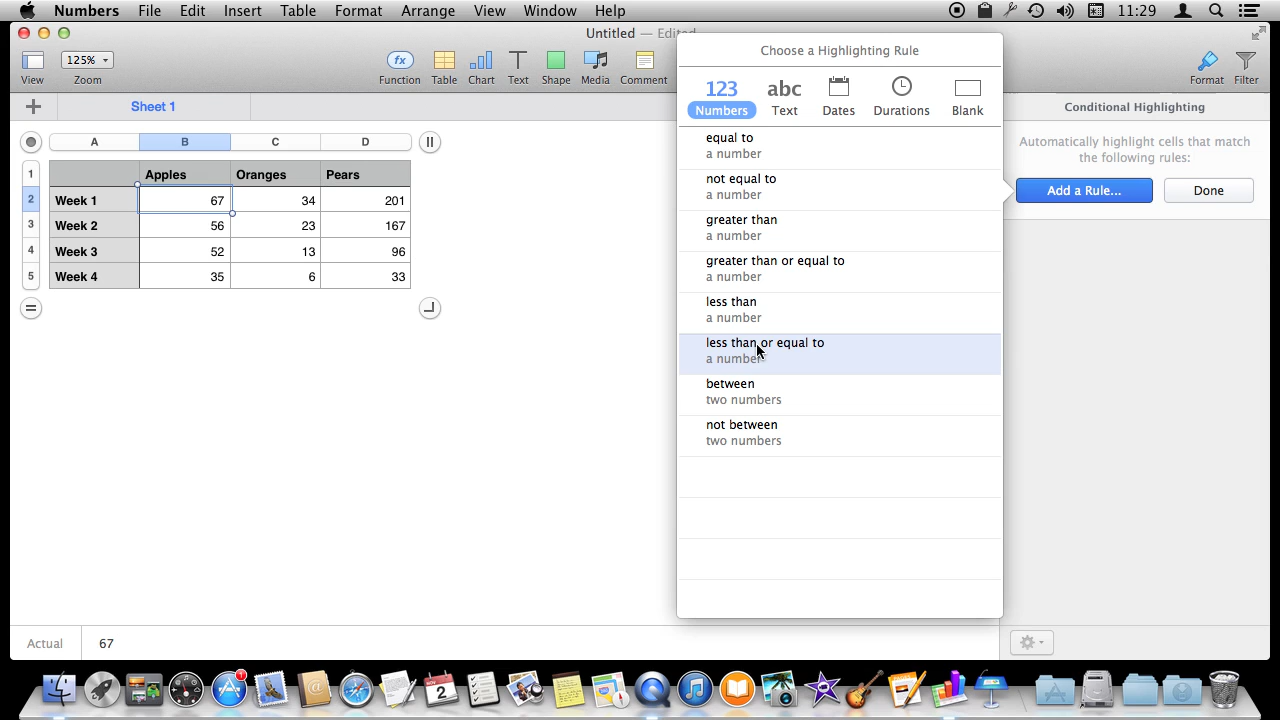 Numbers File Edit Insert Table Format Arrange View Window Help 11:29
Untitled — Edited
125%
View Zoom Function Table Chart Text Shape Media Comment Format Filter
Sheet 1
A B C D
Apples Oranges Pears
1
2 Week 1 67 34 201
3 Week 2 56 23 167
4 Week 3 52 13 96
5 Week 4 35 6 33
Choose a Highlighting Rule
123 abc
Numbers Text Dates Durations Blank
equal to
a number
not equal to
a number
greater than
a number
greater than or equal to
a number
less than
a number
less than or equal to
a number
between
two numbers
not between
two numbers
Conditional Highlighting
Automatically highlight cells that match
the following rules:
Add a Rule... Done
Actual 67